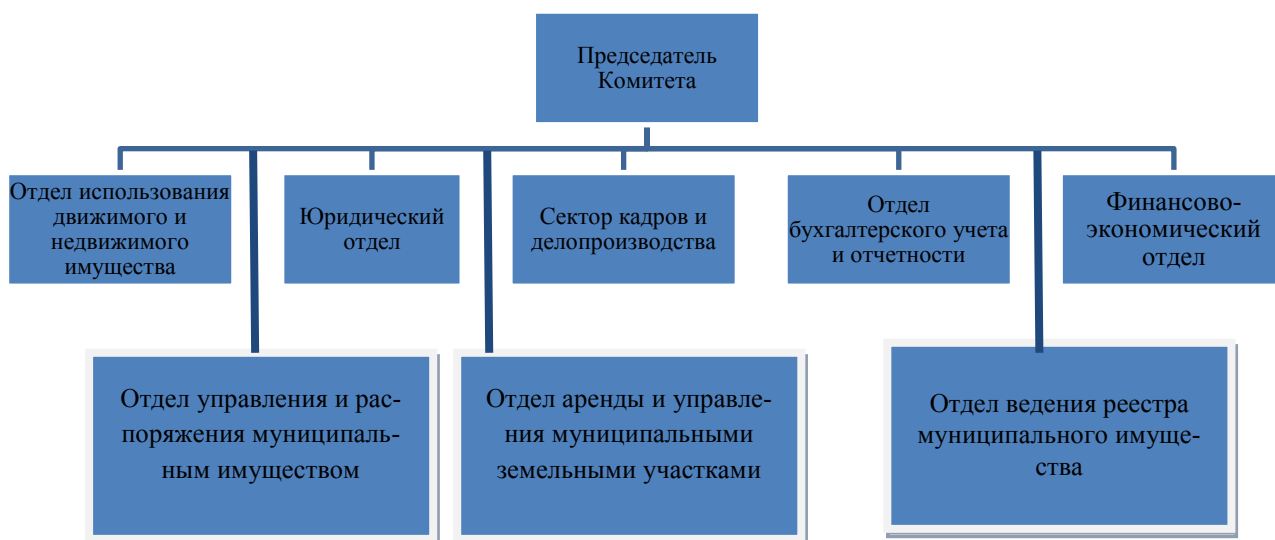 Председатель
Комитета
Отдел использования
движимого и
недвижимого
имущества
Юридический
отдел
Сектор кадров и
делопроизводства
Отдел
бухгалтерского учета
и отчетности
Финансово-
экономический
отдел
Отдел управления и рас-
поряжения муниципаль-
ным имуществом
Отдел аренды и управле-
ния муниципальными
земельными участками
Отдел ведения реестра
муниципального имуще-
ства